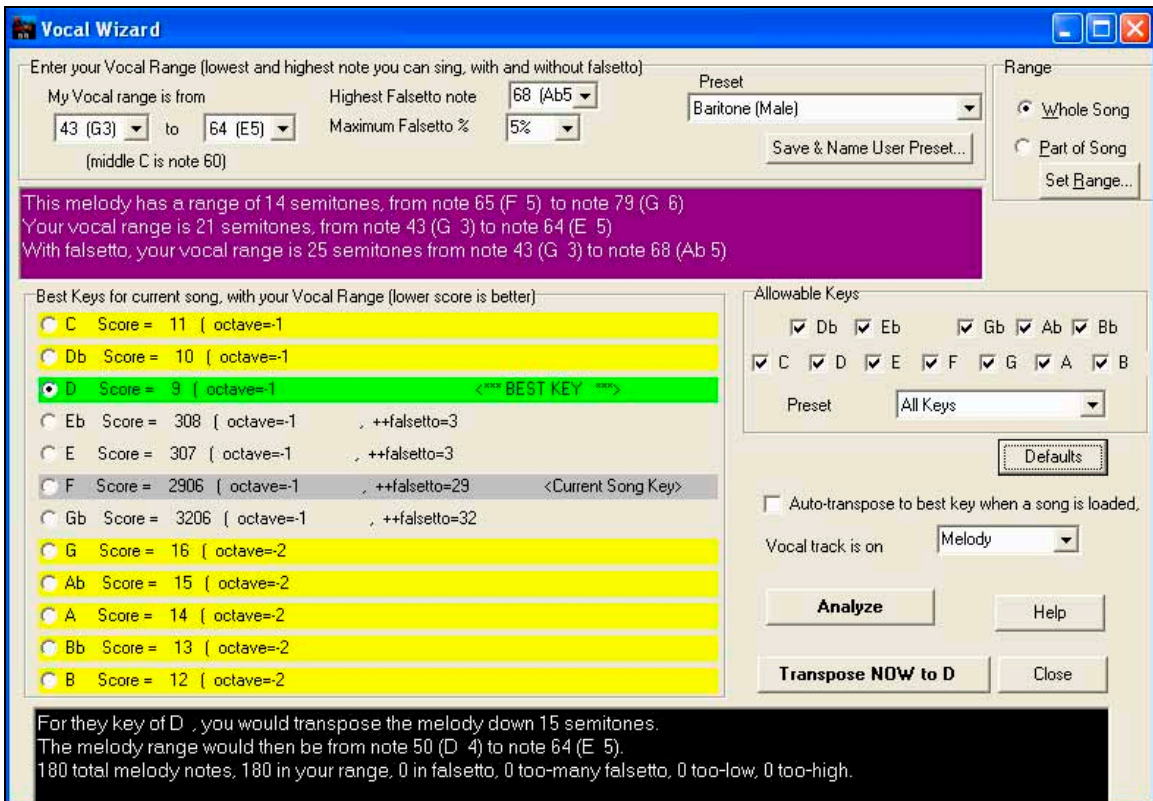 Vocal Wizard
Enter your Vocal Range (lowest and highest note you can sing, with and without falsetto)
My Vocal range is from
43 (G3) to 64 (E5)
(middle C is note 60)
Highest Falsetto note 68 (Ab5
Maximum Falsetto % 5%
Preset
Baritone (Male)
Save & Name User Preset...
Range
Whole Song
Part of Song
Set Range...
This melody has a range of 14 semitones, from note 65 (F 5) to note 79 (G 6)
Your vocal range is 21 semitones, from note 43 (G 3) to note 64 (E 5)
With falsetto, your vocal range is 25 semitones from note 43 (G 3) to note 68 (Ab 5)
Best Keys for current song, with your Vocal Range (lower score is better)
C Score = 11 ( octave=-1
Db Score = 10 ( octave=-1
D Score = 9 ( octave=-1 <*** BEST KEY ***>
Eb Score = 308 ( octave=-1 , ++falsetto=3
E Score = 307 ( octave=-1 , ++falsetto=3
F Score = 2906 ( octave=-1 , ++falsetto=29 <Current Song Key>
Gb Score = 3206 ( octave=-1 , ++falsetto=32
G Score = 16 ( octave=-2
Ab Score = 15 ( octave=-2
A Score = 14 ( octave=-2
Bb Score = 13 ( octave=-2
B Score = 12 ( octave=-2
Allowable Keys
Db Eb Gb Ab Bb
C D E F G A B
Preset All Keys
Defaults
Auto-transpose to best key when a song is loaded,
Vocal track is on Melody
Analyze
Help
Transpose NOW to D
Close
For they key of D , you would transpose the melody down 15 semitones.
The melody range would then be from note 50 (D 4) to note 64 (E 5).
180 total melody notes, 180 in your range, 0 in falsetto, 0 too-many falsetto, 0 too-low, 0 too-high.